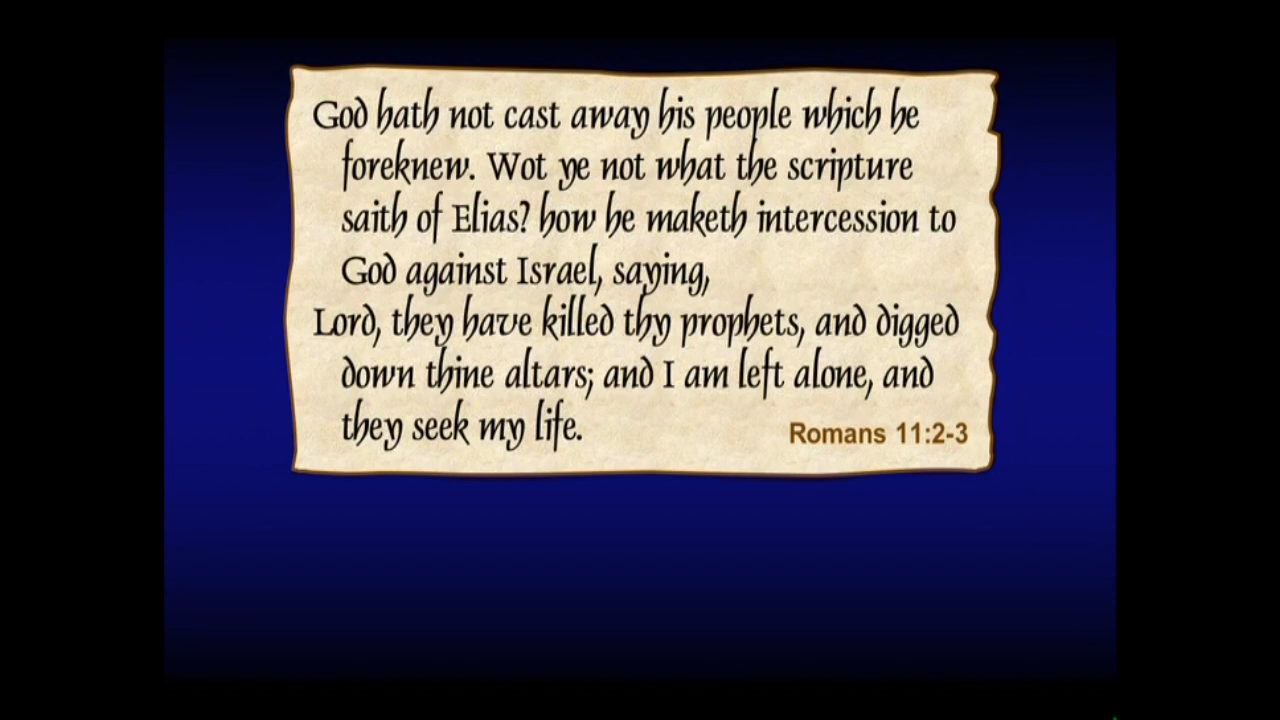 God hath not cast away his people which he
foreknew. Wot ye not what the scripture
saith of Elias? how he maketh intercession to
God against Israel, saying,
Lord, they have killed thy prophets, and digged
down thine altars; and I am left alone, and
they seek my life.
Romans 11:2-3